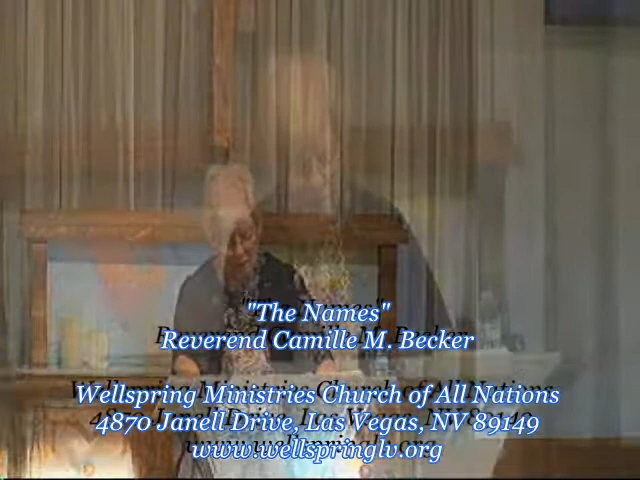 "The Names"
Reverend Camille M. Becker
Wellspring Ministries Church of All Nations
4870 Janell Drive, Las Vegas, NV 89149
www.wellspringlv.org